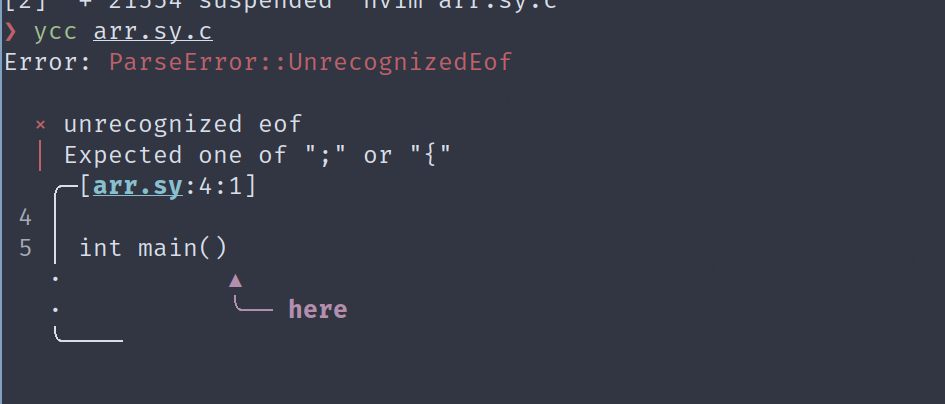 [2]  + 21554 suspended  nvim arr.sy.c
❯ ycc arr.sy.c
Error: ParseError::UnrecognizedEof
× unrecognized eof
│ Expected one of ";" or "{"
╭─[arr.sy:4:1]
4 │
5 │ int main()
·            ▲
·            ╰── here
╰────